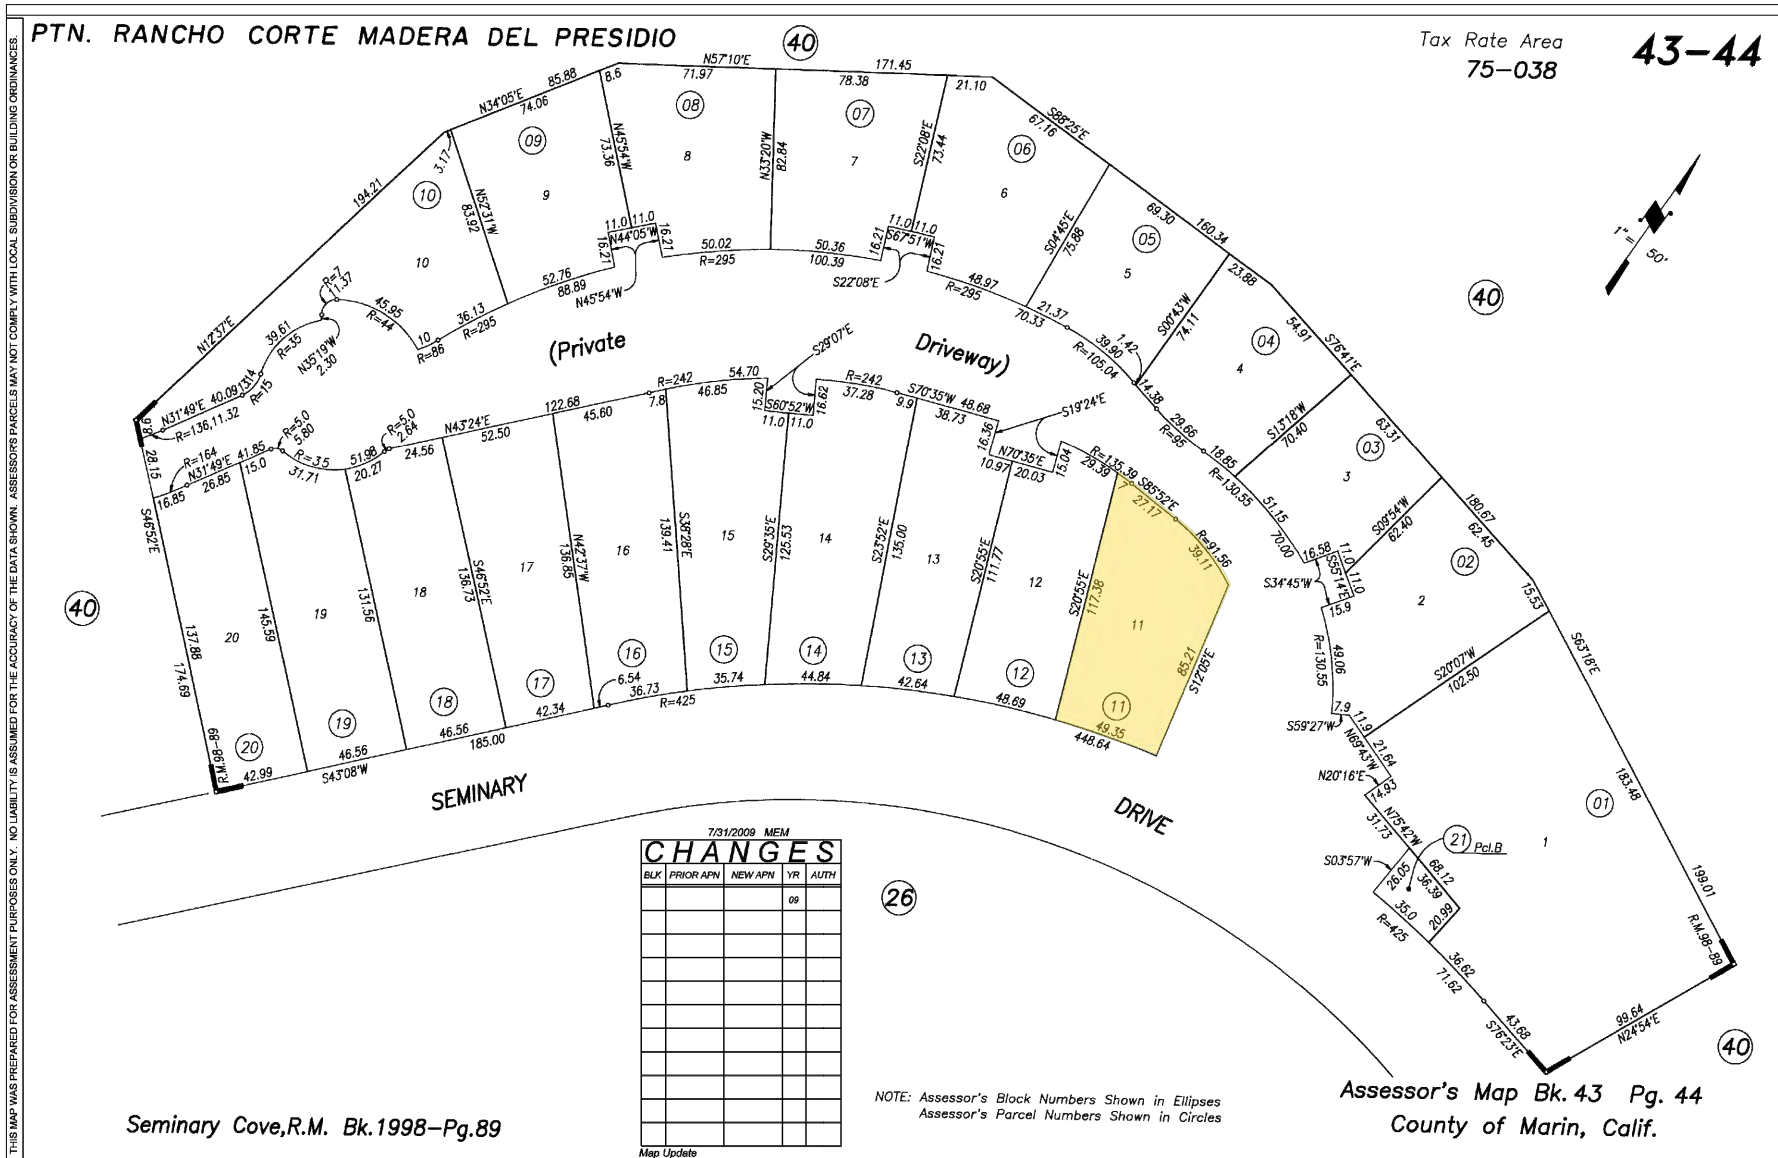 THIS MAP WAS PREPARED FOR ASSESSMENT PURPOSES ONLY. NO LIABILITY IS ASSUMED FOR THE ACCURACY OF THE DATA SHOWN. ASSESSOR'S PARCELS MAY NOT COMPLY WITH LOCAL SUBDIVISION OR BUILDING ORDINANCES.
PTN. RANCHO CORTE MADERA DEL PRESIDIO
40
Tax Rate Area
75-038
43-44
1"= 50'
N57°10'E
171.45
85.88
8.6
71.97
78.38
21.10
N34°05'E
74.06
S88°25'E
67.16
3.17
194.21
N12°37'E
10
10
N52°31'W
83.92
09
9
N45°54'W
73.36
08
8
N33°20'W
82.84
07
7
S22°08'E
73.44
06
6
S04°45'E
75.88
69.30
160.34
05
5
S00°43'W
74.11
23.88
54.91
S76°41'E
04
4
S13°18'W
70.40
63.31
03
3
S09°54'W
62.40
180.67
62.45
02
2
15.53
S20°07'W
102.50
S63°18'E
183.48
199.01
R.M.98-89
01
1
40
11.0 11.0
N44°05'W
16.21
16.21
N45°54'W
52.76
88.89
36.13
R=295
50.02
R=295
50.36
100.39
16.21
11.0 11.0
S67°51'W
16.21
S22°08'E
48.97
R=295
21.37
70.33
39.90
R=105.04
1.42
14.38
29.66
R=95
18.85
R=130.55
51.15
70.00
16.58
11.0
11.0
S55°14'E
S34°45'W
15.9
49.06
R=130.55
7.9
S59°27'W
11.9
N69°43'W
21.64
N20°16'E
14.93
N75°42'W
31.73
S03°57'W
26.05
68.12
36.39
20.99
21
Pcl.B
35.0
R=425
36.62
71.62
43.68
S76°23'E
99.64
N24°54'E
40
R=7
11.37
45.95
R=44
10
R=86
39.61
R=35
N35°19'W
2.30
R=15
N31°49'E 40.09
R=136,11.32
28.15
R=164
N31°49'E
41.85
16.85
26.85
15.0
R=5.0
5.80
R=35
31.71
51.98
20.27
R=5.0
2.64
24.56
N43°24'E
52.50
122.68
45.60
R=242
7.8
54.70
46.85
15.20
S29°07'E
S60°52'W
11.0 11.0
16.62
R=242
37.28
S70°35'W
9.9
38.73
48.68
16.36
S19°24'E
N70°35'E
10.97
20.03
15.04
R=135.39
29.39
7
S85°52'E
27.17
R=91.56
39.11
(Private Driveway)
40
S46°52'E
137.88
174.69
R.M.98-89
20
20
42.99
145.59
19
19
46.56
S43°08'W
131.56
18
18
46.56
185.00
S46°52'E
136.73
17
17
42.34
N42°37'W
136.85
16
16
6.54
36.73
R=425
S38°28'E
139.41
15
15
35.74
S29°35'E
125.53
14
14
44.84
S23°52'E
135.00
13
13
42.64
S20°55'E
111.77
12
12
48.69
S20°55'E
117.38
11
11
49.35
448.64
85.21
S12°05'E
SEMINARY DRIVE
7/31/2009 MEM
CHANGES
BLK PRIOR APN NEW APN YR AUTH
09
Map Update
26
NOTE: Assessor's Block Numbers Shown in Ellipses
Assessor's Parcel Numbers Shown in Circles
Seminary Cove,R.M. Bk.1998-Pg.89
Assessor's Map Bk. 43 Pg. 44
County of Marin, Calif.